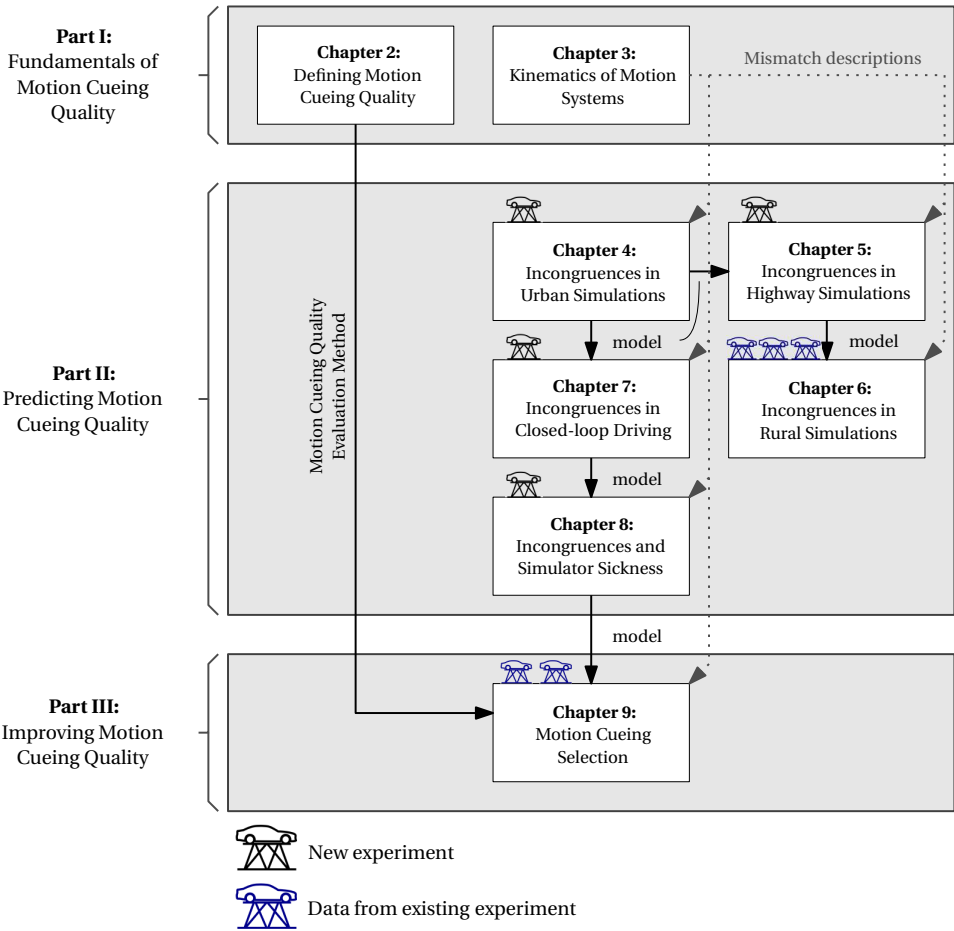 Part I:
Fundamentals of
Motion Cueing
Quality
Chapter 2:
Defining Motion
Cueing Quality
Chapter 3:
Kinematics of Motion
Systems
Mismatch descriptions
Part II:
Predicting Motion
Cueing Quality
Motion Cueing Quality
Evaluation Method
Chapter 4:
Incongruences in
Urban Simulations
Chapter 5:
Incongruences in
Highway Simulations
model
model
Chapter 7:
Incongruences in
Closed-loop Driving
Chapter 6:
Incongruences in
Rural Simulations
model
Chapter 8:
Incongruences and
Simulator Sickness
model
Part III:
Improving Motion
Cueing Quality
Chapter 9:
Motion Cueing
Selection
New experiment
Data from existing experiment